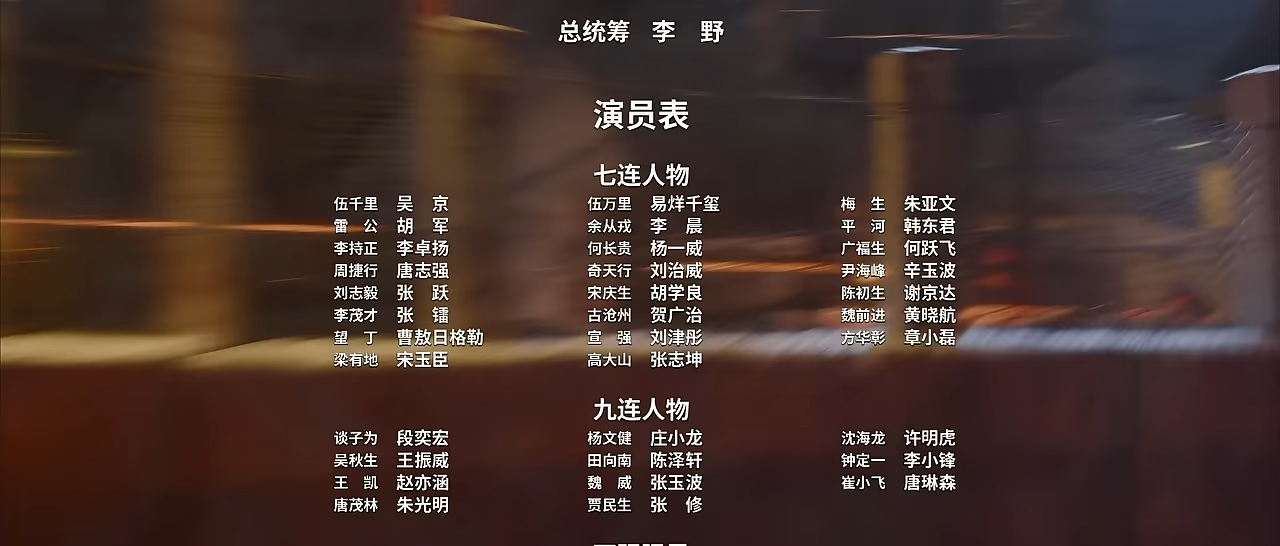 总统筹 李 野
演员表
七连人物
伍千里 吴 京 伍万里 易烊千玺 梅 生 朱亚文
雷 公 胡 军 余从戎 李 晨 平 河 韩东君
李持正 李卓扬 何长贵 杨一威 广福生 何跃飞
周捷行 唐志强 奇天行 刘治威 尹海峰 辛玉波
刘志毅 张 跃 宋庆生 胡学良 陈初生 谢京达
李茂才 张 镭 古沧州 贺广治 魏前进 黄晓航
望 丁 曹敖日格勒 宣 强 刘津彤 方华彰 章小磊
梁有地 宋玉臣 高大山 张志坤
九连人物
谈子为 段奕宏 杨文健 庄小龙 沈海龙 许明虎
吴秋生 王振威 田向南 陈泽轩 钟定一 李小锋
王 凯 赵亦涵 魏 威 张玉波 崔小飞 唐琳森
唐茂林 朱光明 贾民生 张 修